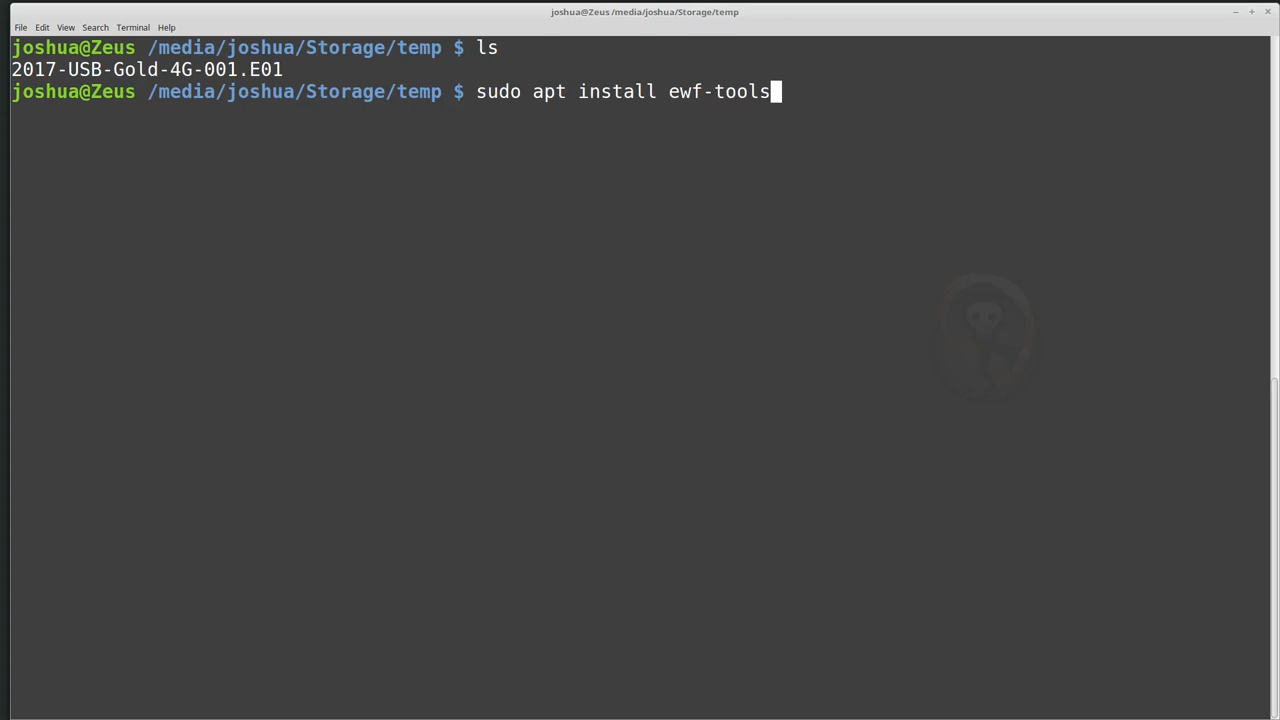 joshua@Zeus /media/joshua/Storage/temp
File Edit View Search Terminal Help
joshua@Zeus /media/joshua/Storage/temp $ ls
2017-USB-Gold-4G-001.E01
joshua@Zeus /media/joshua/Storage/temp $ sudo apt install ewf-tools